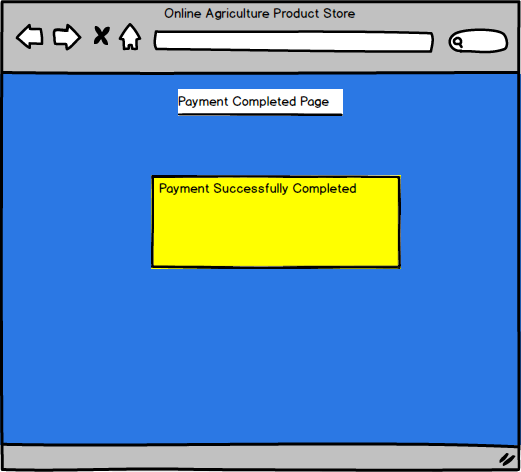 Online Agriculture Product Store
Payment Completed Page
Payment Successfully Completed